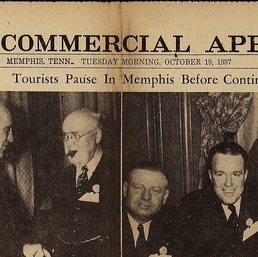 COMMERCIAL APE
MEMPHIS, TENN., TUESDAY MORNING, OCTOBER 19, 1937
Tourists Pause In Memphis Before Contin